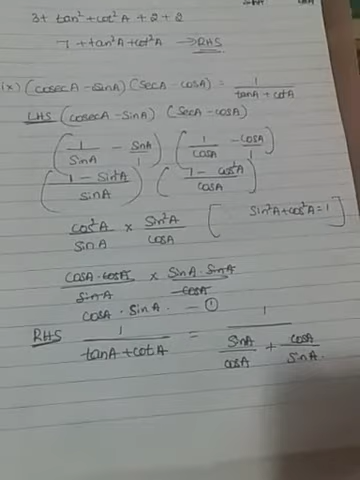 3+ tan²+cot²A +2+2
7 + tan²A+cot²A → RHS
ix) (cosecA - sinA) (secA - cosA) = 1/(tanA + cotA)
LHS (cosecA - sinA) (secA - cosA)
(1/SinA - SinA/1) (1/cosA - cosA/1)
(1 - Sin²A/sinA) (1 - cos²A/cosA)
cos²A/sinA × Sin²A/cosA [Sin²A+cos²A=1]
cosA · cosA/sinA × SinA · SinA/cosA
cosA · SinA. — ①
RHS 1/(tanA + cotA) = 1/(SinA/cosA + cosA/SinA.)